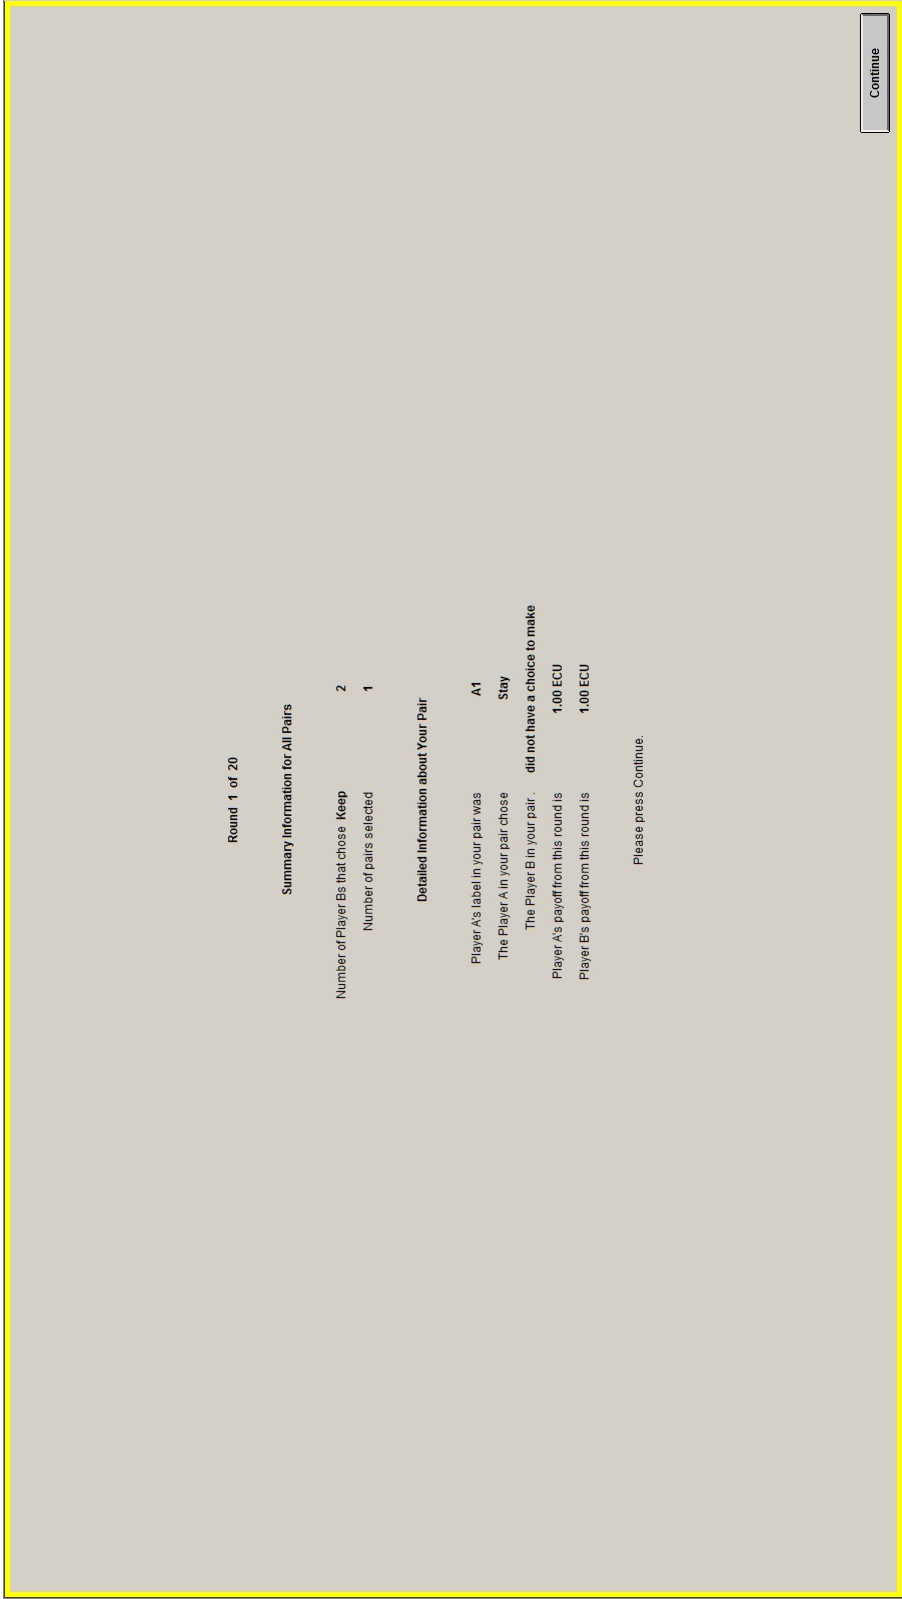 Round 1 of 20
Summary Information for All Pairs
Number of Player Bs that chose Keep 2
Number of pairs selected 1
Detailed Information about Your Pair
Player A's label in your pair was A1
The Player A in your pair chose Stay
The Player B in your pair . did not have a choice to make
Player A's payoff from this round is 1.00 ECU
Player B's payoff from this round is 1.00 ECU
Please press Continue.
Continue